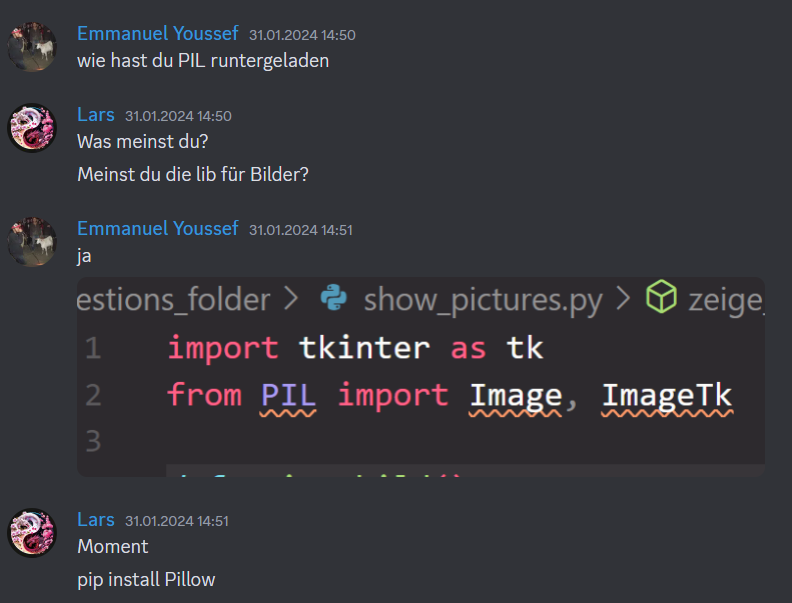 Emmanuel Youssef 31.01.2024 14:50
wie hast du PIL runtergeladen
Lars 31.01.2024 14:50
Was meinst du?
Meinst du die lib für Bilder?
Emmanuel Youssef 31.01.2024 14:51
ja
estions_folder > show_pictures.py > zeige_
1 import tkinter as tk
2 from PIL import Image, ImageTk
3
Lars 31.01.2024 14:51
Moment
pip install Pillow